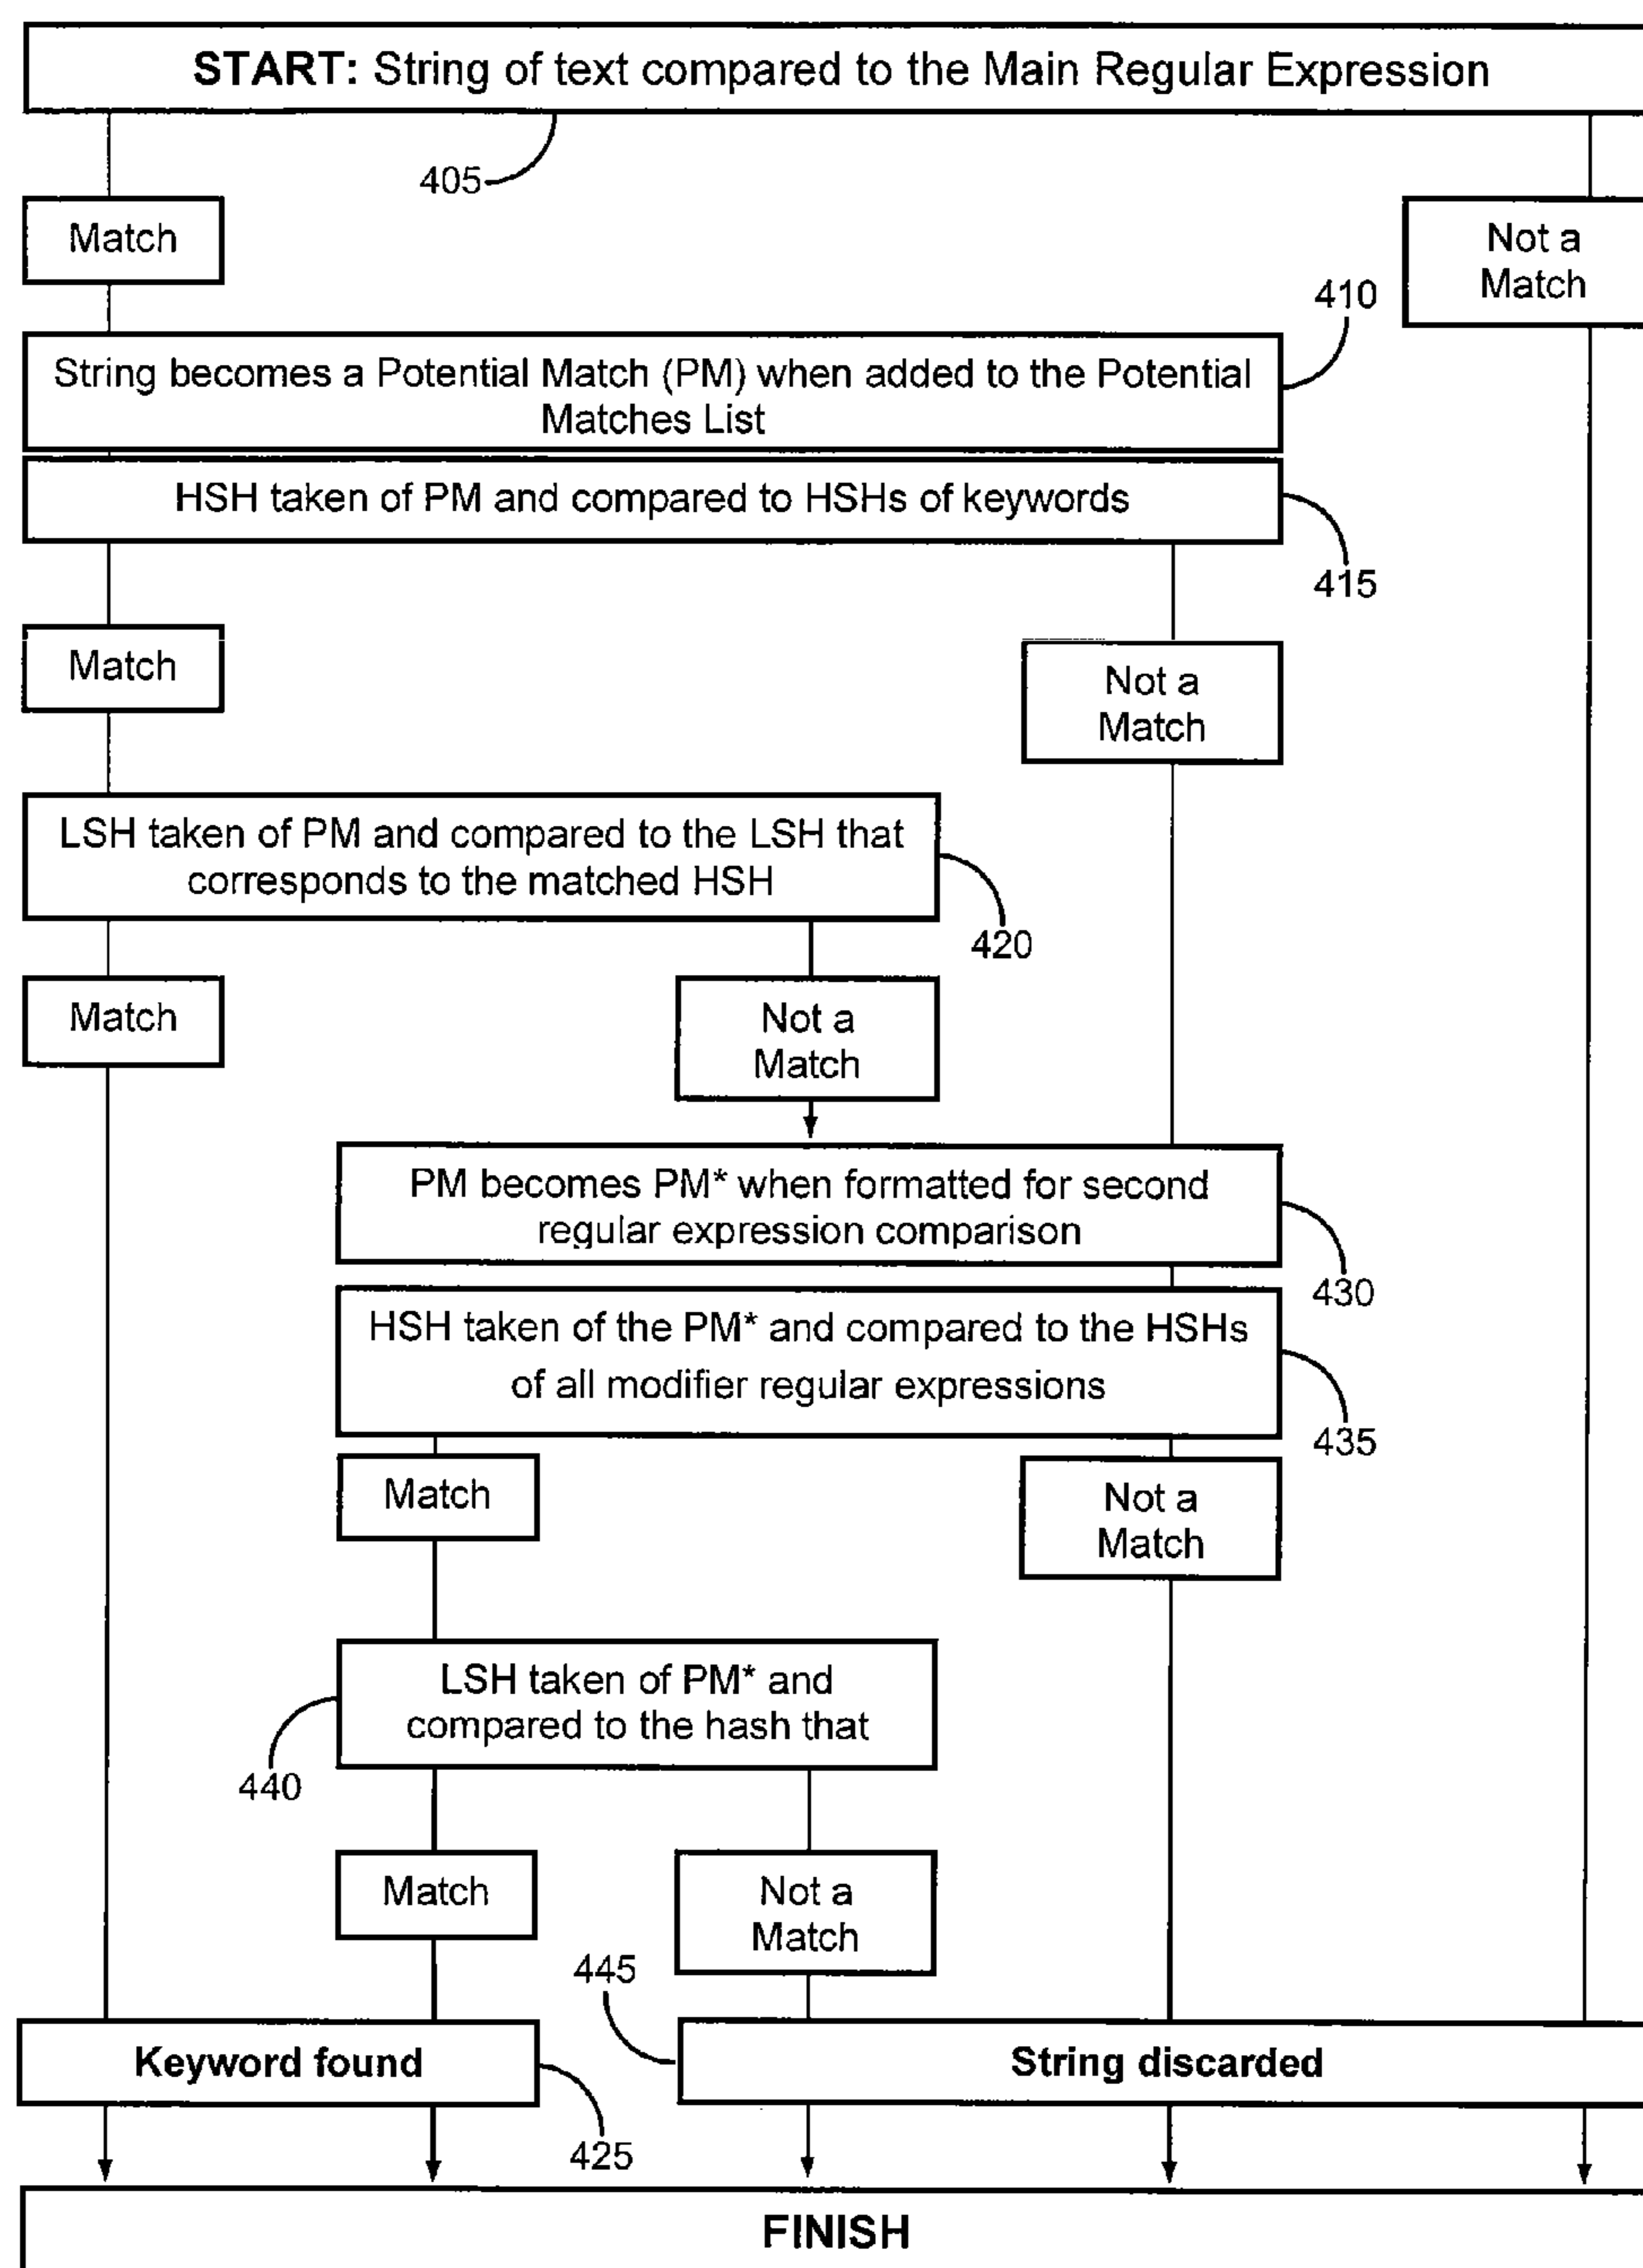 START: String of text compared to the Main Regular Expression
405
Match
Not a
Match
410
String becomes a Potential Match (PM) when added to the Potential
Matches List
HSH taken of PM and compared to HSHs of keywords
415
Match
Not a
Match
LSH taken of PM and compared to the LSH that
corresponds to the matched HSH
420
Match
Not a
Match
PM becomes PM* when formatted for second
regular expression comparison
430
HSH taken of the PM* and compared to the HSHs
of all modifier regular expressions
435
Match
Not a
Match
LSH taken of PM* and
compared to the hash that
440
Match
Not a
Match
445
Keyword found
String discarded
425
FINISH